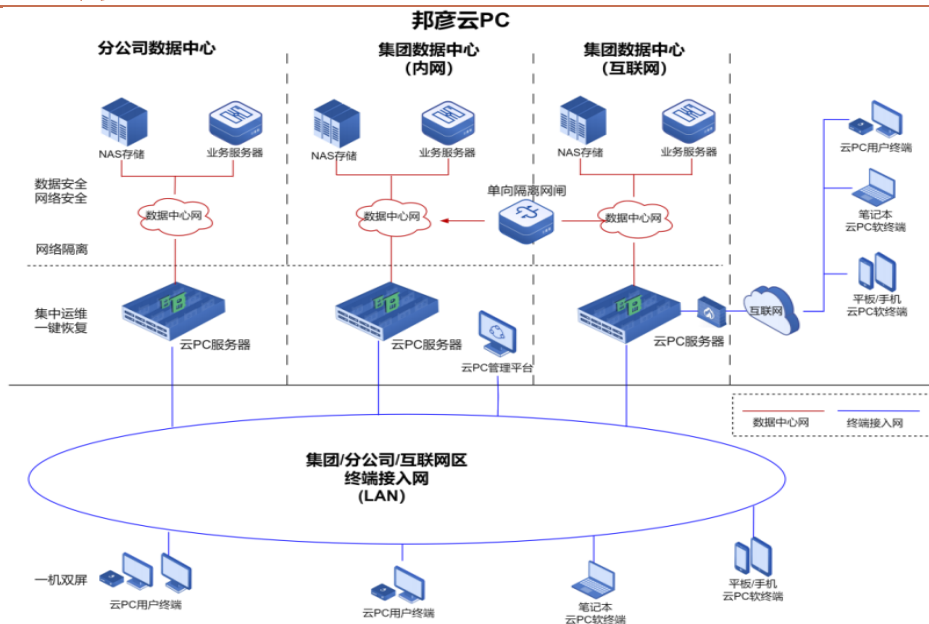 邦彦云PC
分公司数据中心
集团数据中心
（内网）
集团数据中心
（互联网）
NAS存储
业务服务器
NAS存储
业务服务器
NAS存储
业务服务器
云PC用户终端
数据安全
网络安全
单向隔离网闸
数据中心网
数据中心网
数据中心网
笔记本
云PC软终端
网络隔离
集中运维
一键恢复
云PC服务器
云PC服务器
云PC管理平台
云PC服务器
互联网
平板/手机
云PC软终端
数据中心网
终端接入网
集团/分公司/互联网区
终端接入网
(LAN)
一机双屏
云PC用户终端
云PC用户终端
笔记本
云PC软终端
平板/手机
云PC软终端